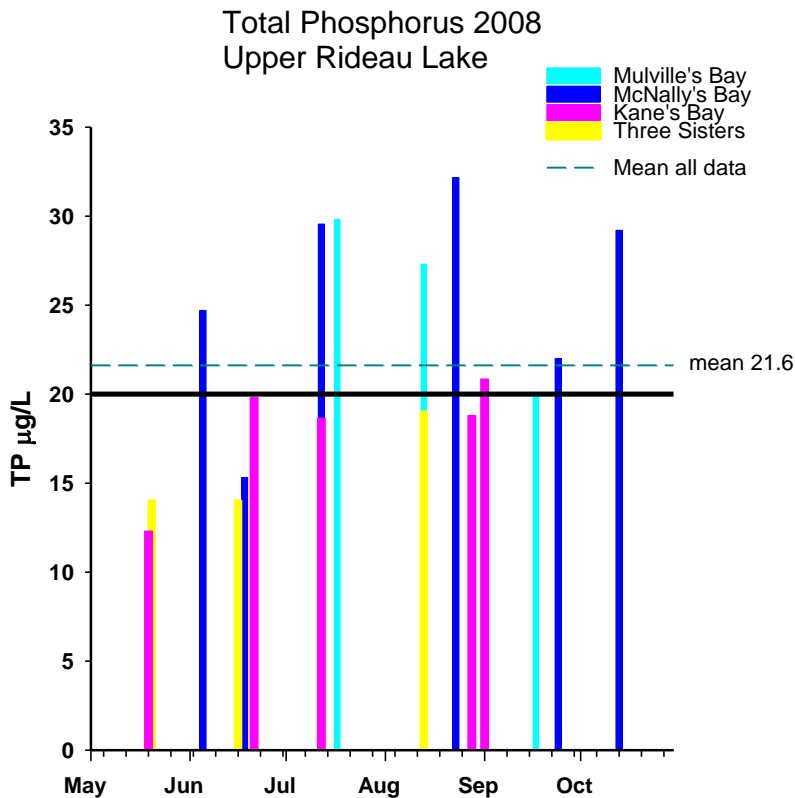 Total Phosphorus 2008
Upper Rideau Lake
Mulville's Bay
McNally's Bay
Kane's Bay
Three Sisters
Mean all data
35
30
25
20
15
10
5
0
TP µg/L
mean 21.6
May Jun Jul Aug Sep Oct